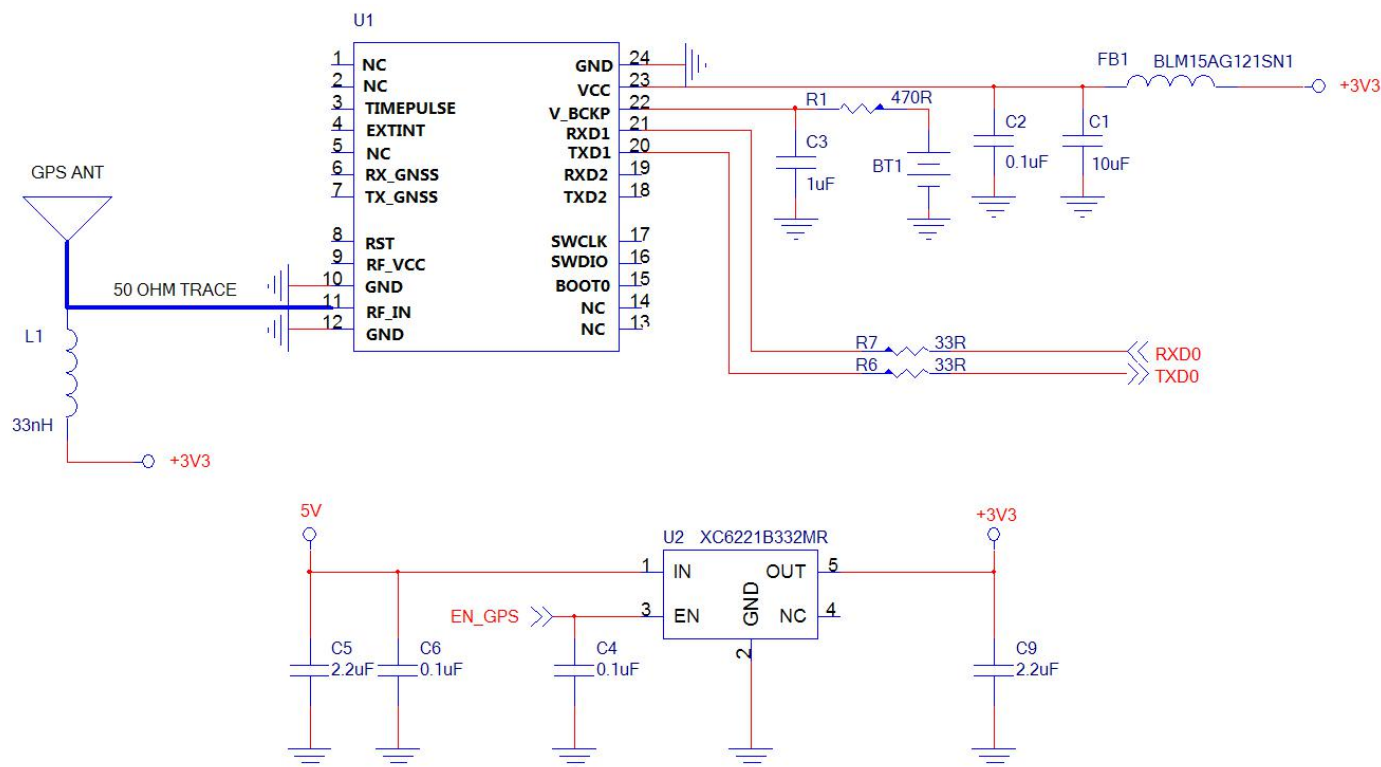 U1
1 NC
2 NC
3 TIMEPULSE
4 EXTINT
5 NC
6 RX_GNSS
7 TX_GNSS
8 RST
9 RF_VCC
10 GND
11 RF_IN
12 GND
GND 24
VCC 23
V_BCKP 22
RXD1 21
TXD1 20
RXD2 19
TXD2 18
SWCLK 17
SWDIO 16
BOOT0 15
NC 14
NC 13
GPS ANT
50 OHM TRACE
L1
33nH
+3V3
FB1 BLM15AG121SN1
+3V3
R1 470R
C3
1uF
BT1
C2
0.1uF
C1
10uF
R7 33R
RXD0
R6 33R
TXD0
5V
U2 XC6221B332MR
+3V3
1 IN
OUT 5
EN_GPS
3 EN
GND
2
NC 4
C5
2.2uF
C6
0.1uF
C4
0.1uF
C9
2.2uF